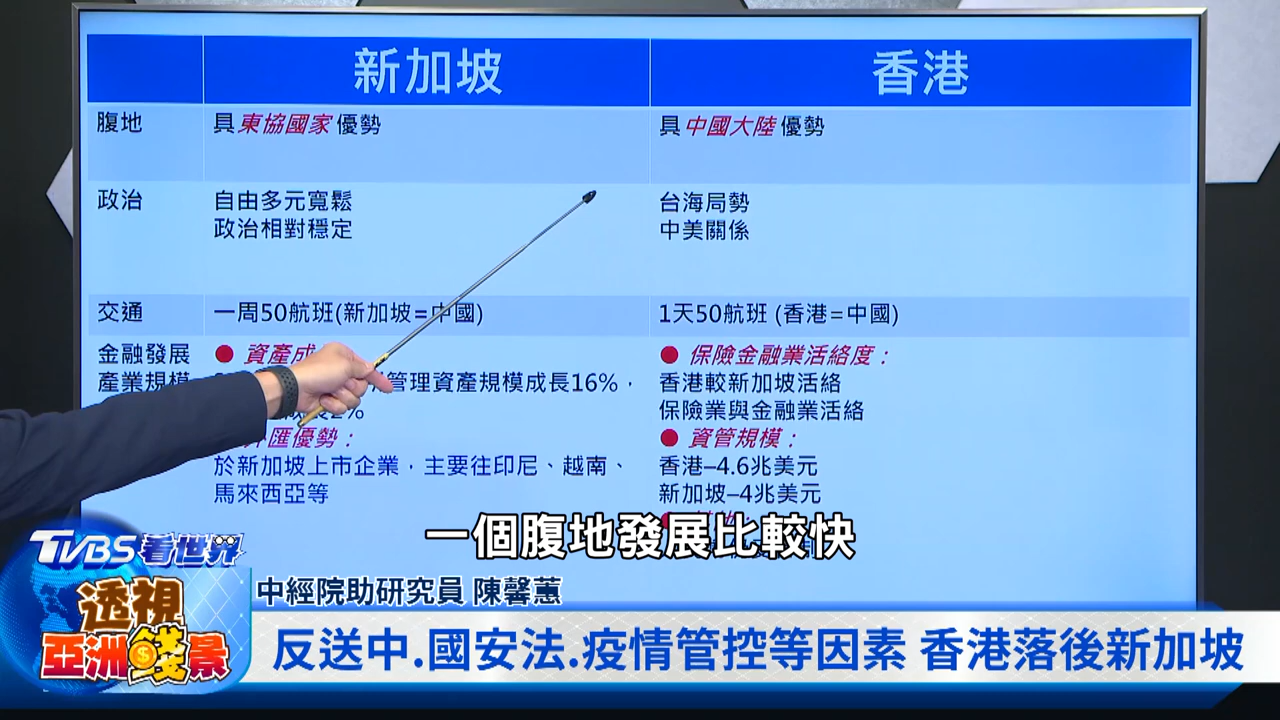 新加坡
香港
腹地
具東協國家優勢
具中國大陸優勢
政治
自由多元寬鬆
政治相對穩定
台海局勢
中美關係
交通
一周50航班(新加坡=中國)
1天50航班 (香港=中國)
金融發展
產業規模
● 資產成
管理資產規模成長16%，
2%
外匯優勢：
於新加坡上市企業，主要往印尼、越南、
馬來西亞等
● 保險金融業活絡度：
香港較新加坡活絡
保險業與金融業活絡
● 資管規模：
香港–4.6兆美元
新加坡–4兆美元
一個腹地發展比較快
TVBS看世界
透視
亞洲錢景
中經院助研究員 陳馨蕙
反送中.國安法.疫情管控等因素 香港落後新加坡